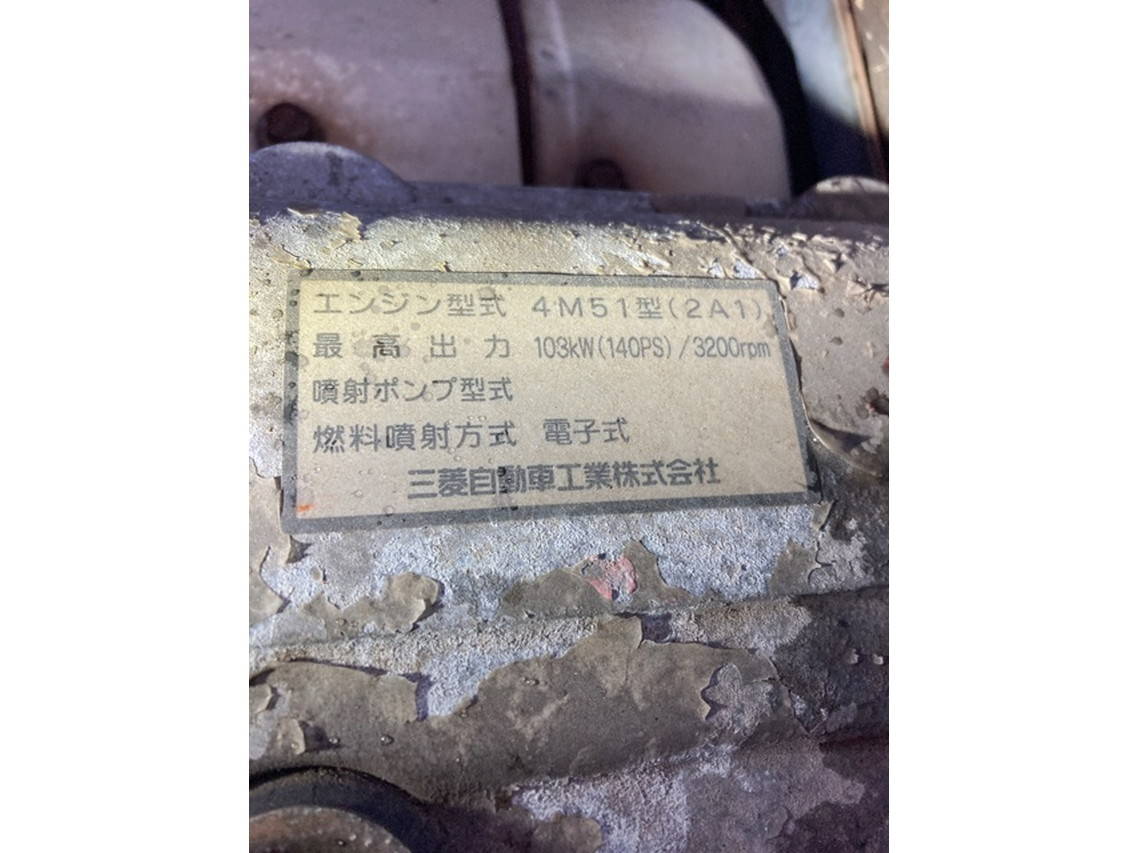 エンジン型式 4M51型(2A1)
最高出力 103kW(140PS)/3200rpm
噴射ポンプ型式
燃料噴射方式 電子式
三菱自動車工業株式会社